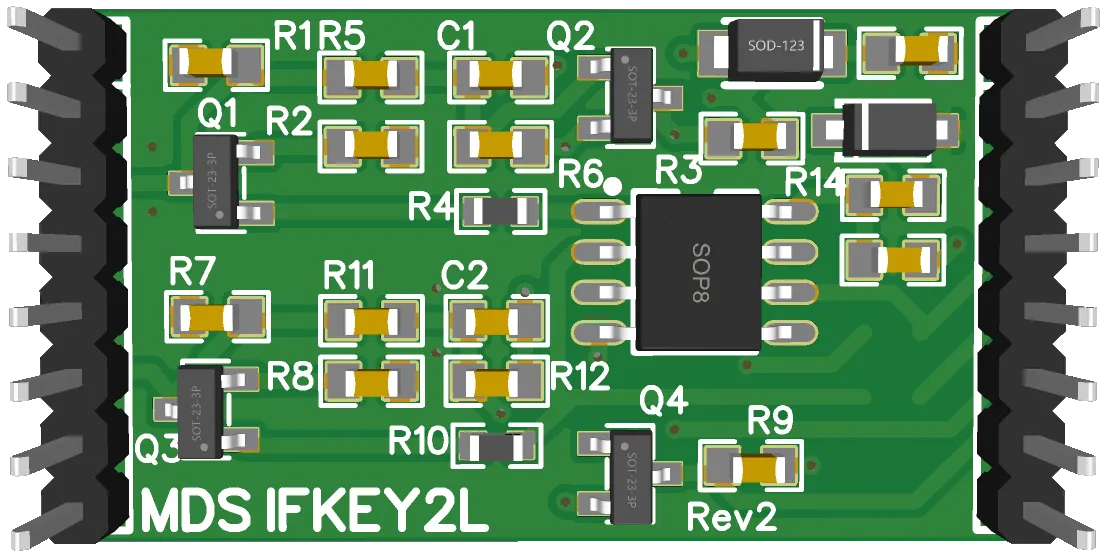 R1 R5 C1 Q2 SOD-123
SOT-23-3P
Q1 R2
SOT-23-3P
R6 R3 R14
R4
SOP8
R7 R11 C2
R8 R12
SOT-23-3P
Q4
R9
Q3 R10
SOT-23-3P
MDS IFKEY2L
Rev2